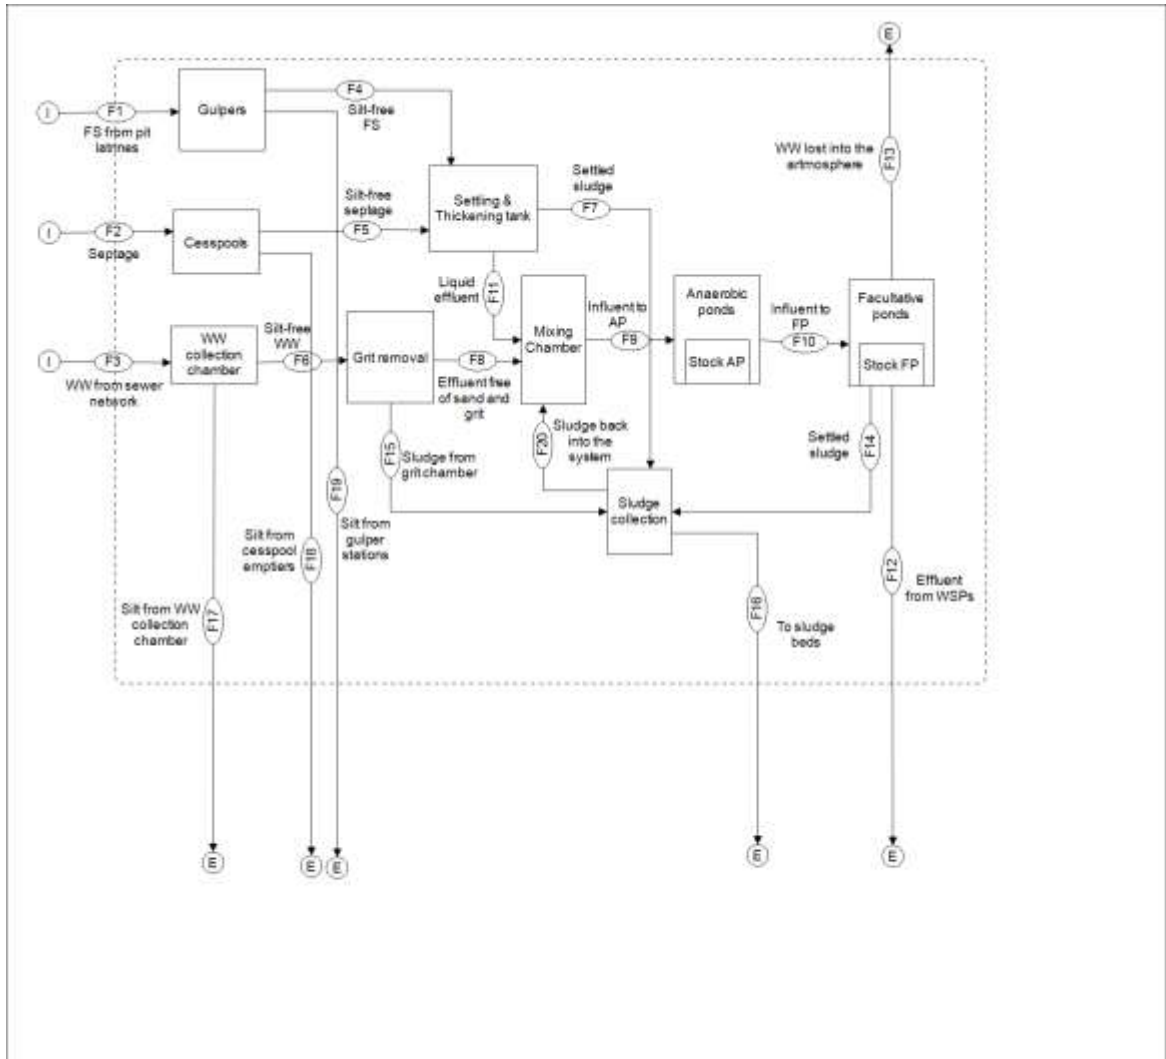 E
F4
Gulpers
I
F1
Silt-free
FS
FS from pit
latrines
WW lost into the
artmosphere
F13
Settling &
Thickening tank
Settled
sludge
F7
Silt-free
septage
I
F2
F5
Cesspools
Septage
Liquid
effluent
F11
Anaerobic
ponds
Facultative
ponds
Mixing
Chamber
Influent to
AP
Influent to
FP
Silt-free
WW
WW
collection
chamber
I
F3
F6
Grit removal
F8
F9
F10
Stock AP
Stock FP
WW from sewer
network
Effluent free
of sand and
grit
F15
Sludge from
grit chamber
F20
Sludge back
into the
system
Settled
sludge
F14
F19
Sludge
collection
Silt from
gulper
stations
Silt from
cesspool
emptiers
F18
F12
Effluent
from WSPs
Silt from WW
collection
chamber
F17
F16
To sludge
beds
E
E
E
E
E